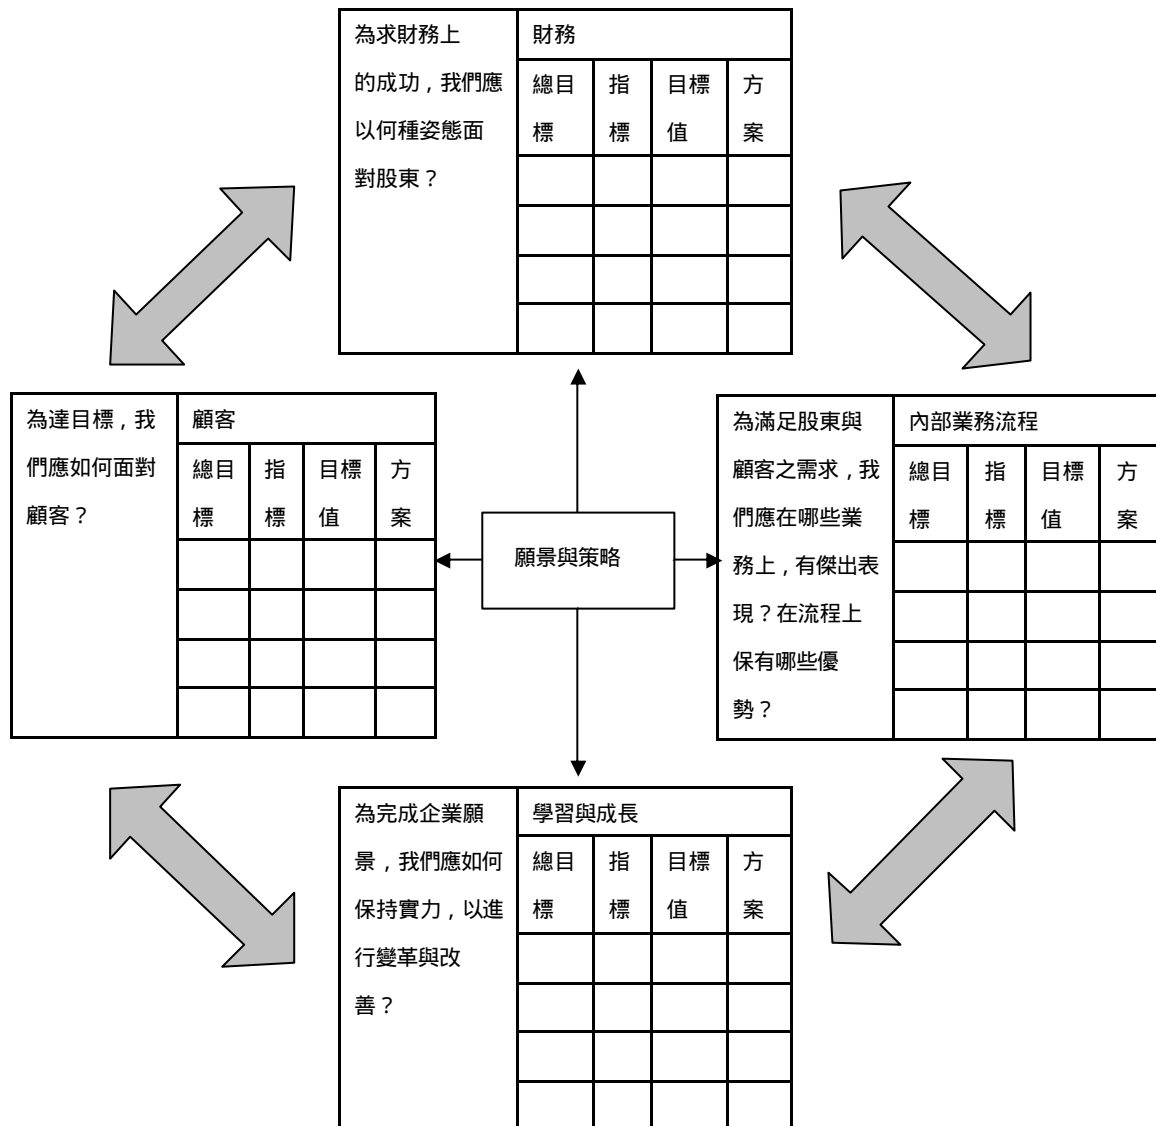 為求財務上
的成功，我們應
以何種姿態面
對股東？
財務
總目標 指標 目標值 方案
為達目標，我
們應如何面對
顧客？
顧客
總目標 指標 目標值 方案
願景與策略
為滿足股東與
顧客之需求，我
們應在哪些業
務上，有傑出表
現？在流程上
保有哪些優
勢？
內部業務流程
總目標 指標 目標值 方案
為完成企業願
景，我們應如何
保持實力，以進
行變革與改
善？
學習與成長
總目標 指標 目標值 方案